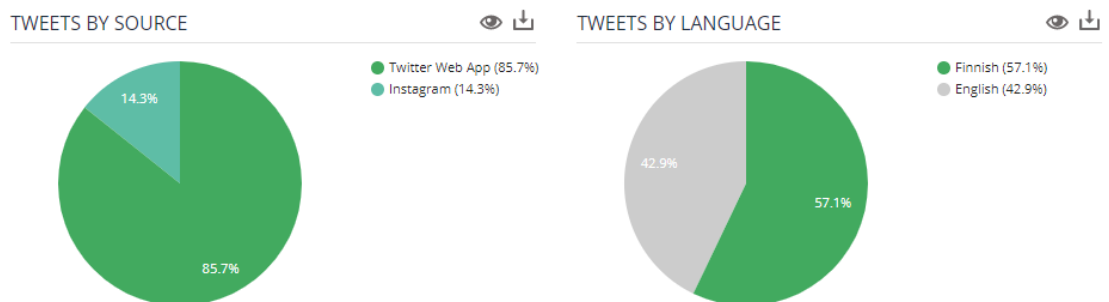 TWEETS BY SOURCE
Twitter Web App (85.7%)
Instagram (14.3%)
14.3%
85.7%
TWEETS BY LANGUAGE
Finnish (57.1%)
English (42.9%)
42.9%
57.1%